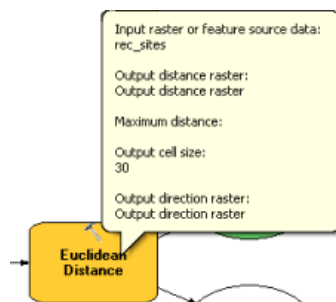 Input raster or feature source data:
rec_sites
Output distance raster:
Output distance raster
Maximum distance:
Output cell size:
30
Output direction raster:
Output direction raster
Euclidean
Distance